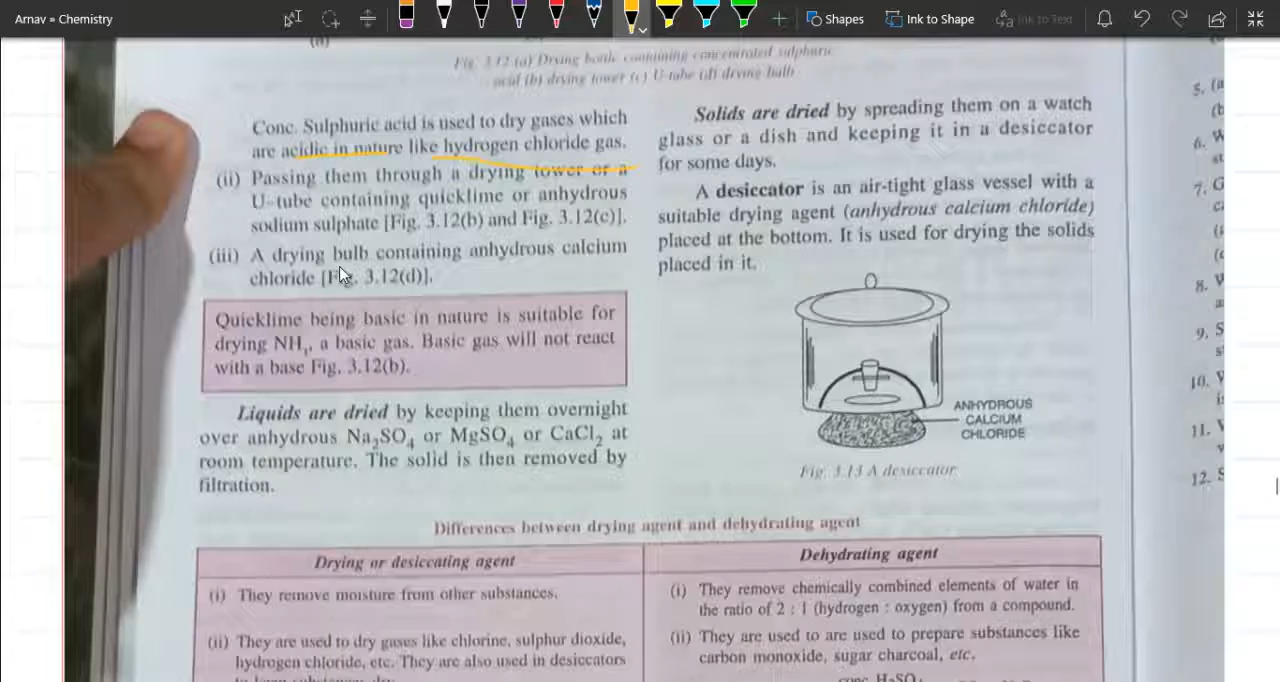 Arnav » Chemistry
Shapes
Ink to Shape
Ink to Text
(a)
Fig. 3.12 (a) Drying bottle containing concentrated sulphuric
acid (b) drying tower (c) U-tube (d) drying bulb
Conc. Sulphuric acid is used to dry gases which
are acidic in nature like hydrogen chloride gas.
(ii) Passing them through a drying tower or a
U-tube containing quicklime or anhydrous
sodium sulphate [Fig. 3.12(b) and Fig. 3.12(c)].
(iii) A drying bulb containing anhydrous calcium
chloride [Fig. 3.12(d)].
Quicklime being basic in nature is suitable for
drying NH₃, a basic gas. Basic gas will not react
with a base Fig. 3.12(b).
Liquids are dried by keeping them overnight
over anhydrous Na₂SO₄ or MgSO₄ or CaCl₂ at
room temperature. The solid is then removed by
filtration.
Solids are dried by spreading them on a watch
glass or a dish and keeping it in a desiccator
for some days.
A desiccator is an air-tight glass vessel with a
suitable drying agent (anhydrous calcium chloride)
placed at the bottom. It is used for drying the solids
placed in it.
ANHYDROUS
CALCIUM
CHLORIDE
Fig. 3.13 A desiccator
Differences between drying agent and dehydrating agent
Drying or desiccating agent
(i) They remove moisture from other substances.
(ii) They are used to dry gases like chlorine, sulphur dioxide,
hydrogen chloride, etc. They are also used in desiccators
Dehydrating agent
(i) They remove chemically combined elements of water in
the ratio of 2 : 1 (hydrogen : oxygen) from a compound.
(ii) They are used to are used to prepare substances like
carbon monoxide, sugar charcoal, etc.
conc. H₂SO₄
5. (a
(b
6. W
st
7. G
8. W
9. S
10.
11.
12. S